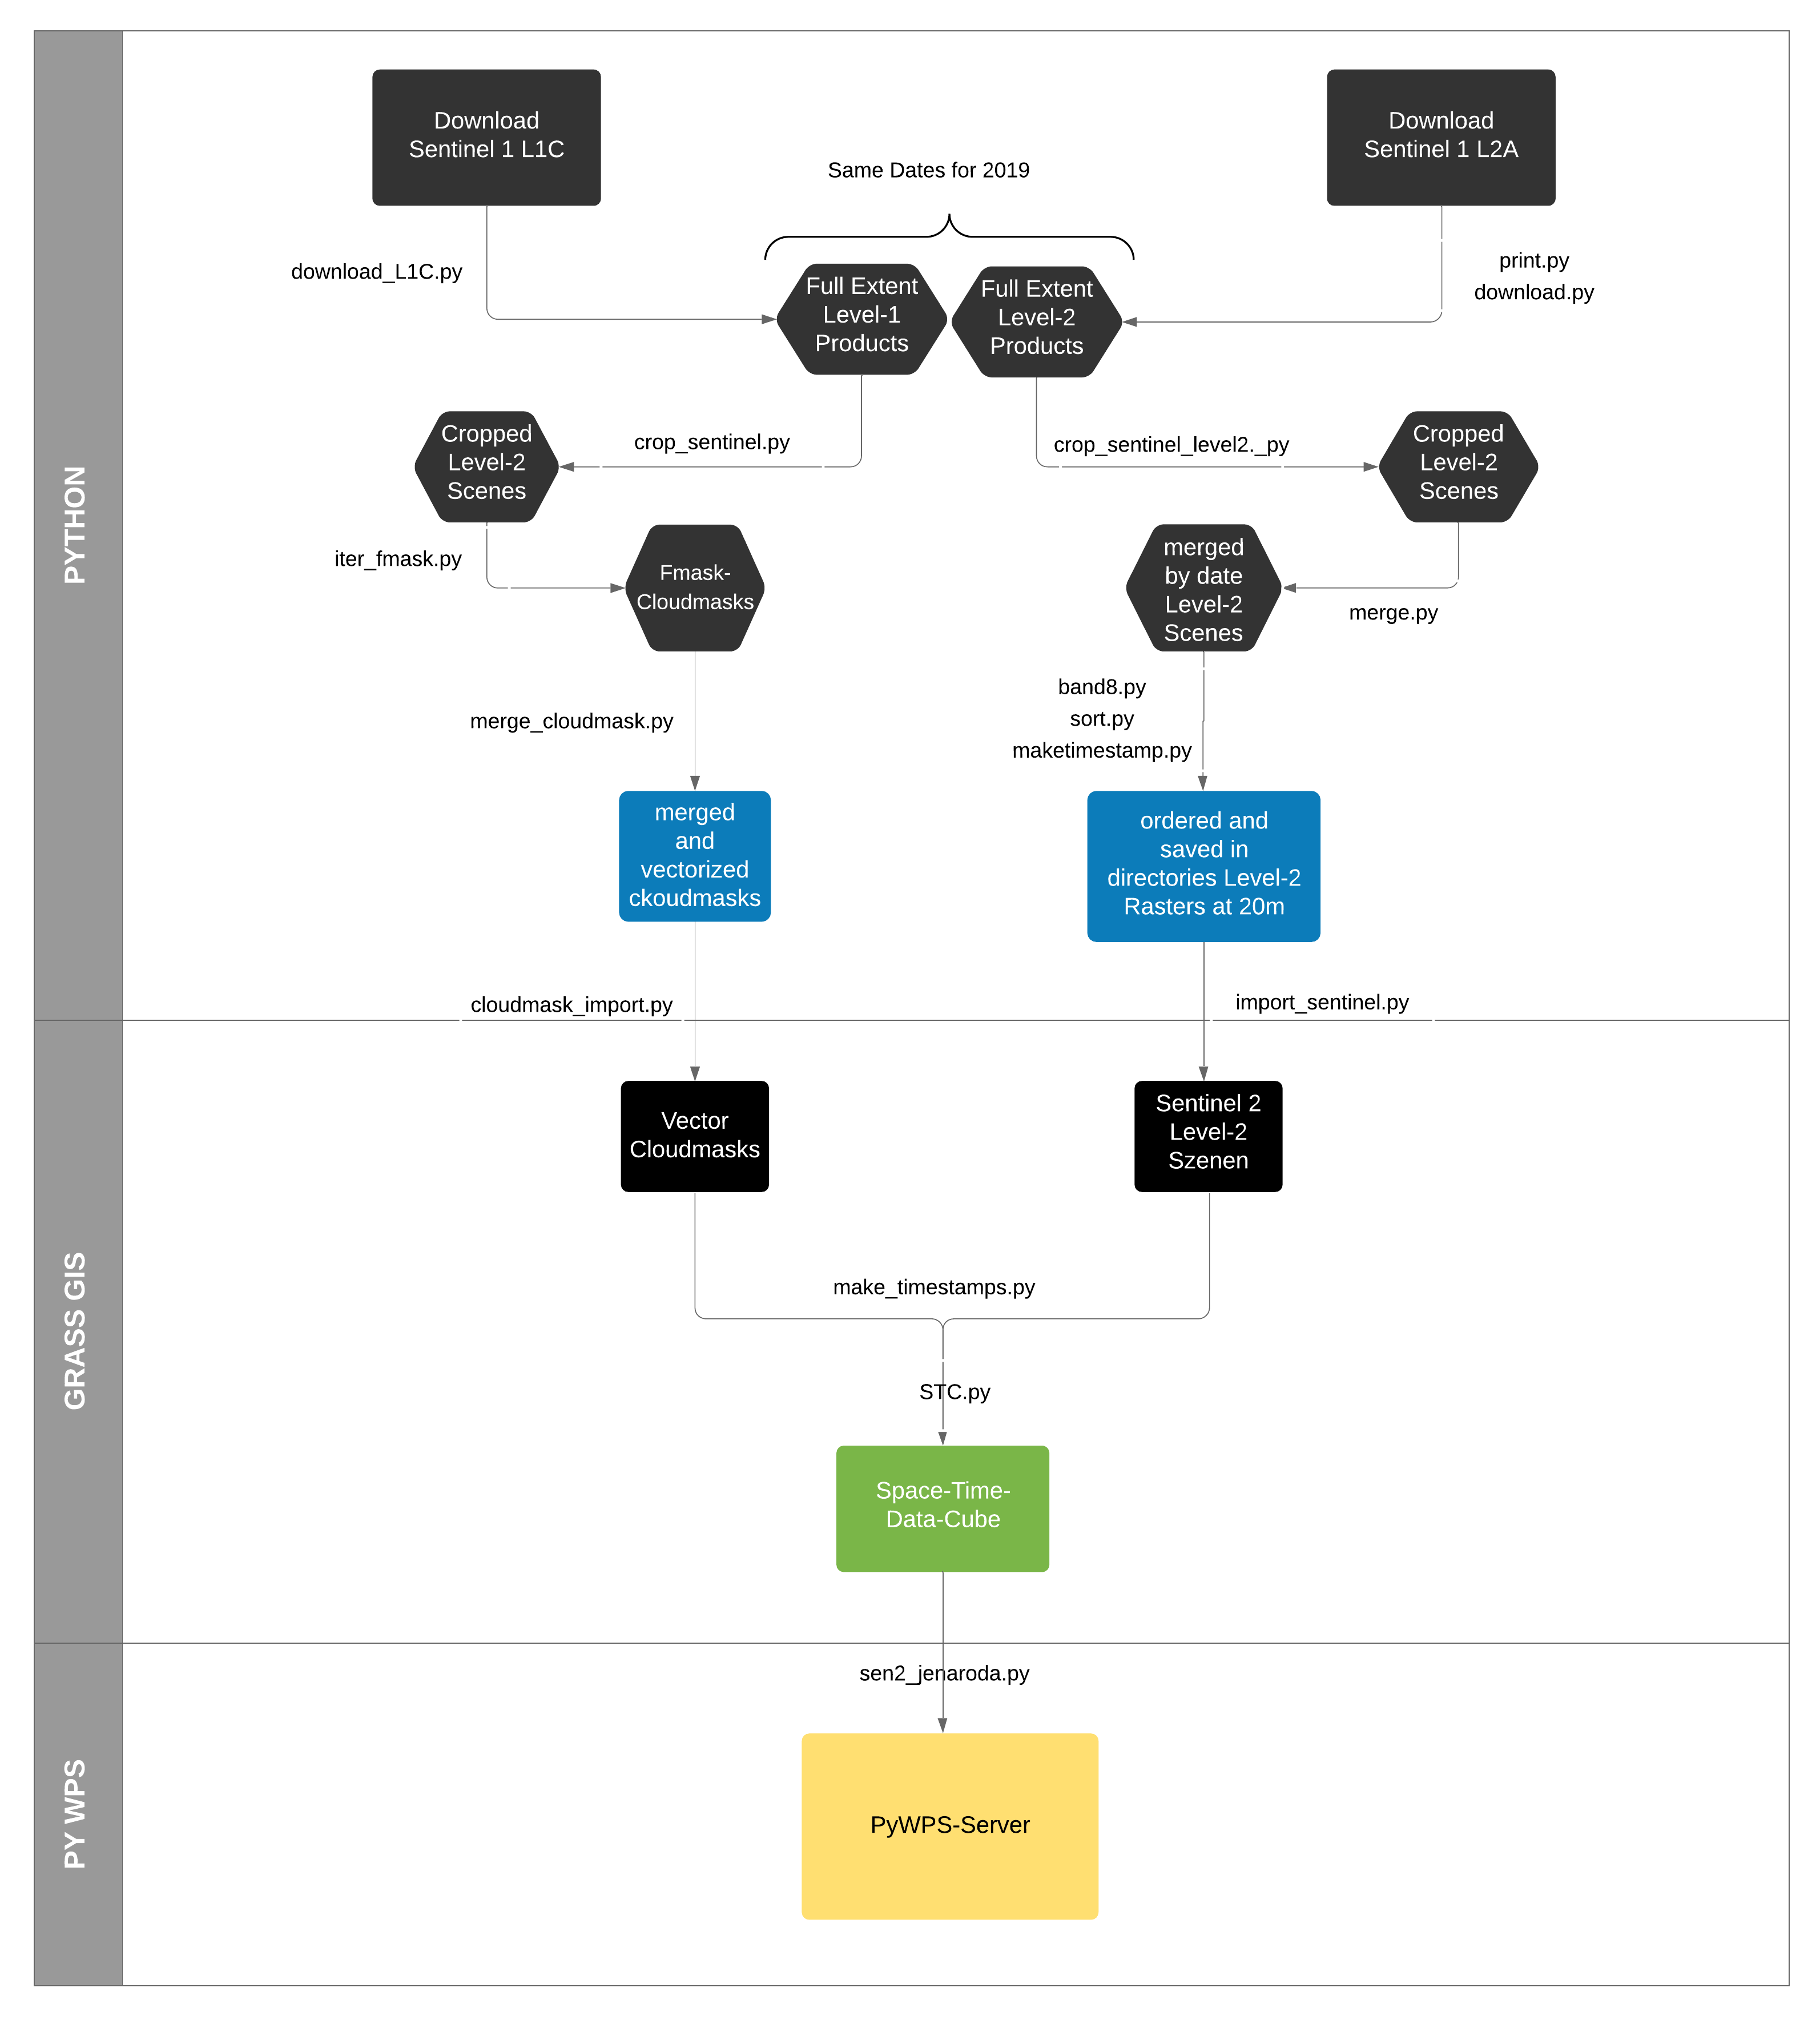 PYTHON
Download
Sentinel 1 L1C
Download
Sentinel 1 L2A
Same Dates for 2019
download_L1C.py
print.py
download.py
Full Extent
Level-1
Products
Full Extent
Level-2
Products
crop_sentinel.py
crop_sentinel_level2._py
Cropped
Level-2
Scenes
Cropped
Level-2
Scenes
iter_fmask.py
Fmask-
Cloudmasks
merged
by date
Level-2
Scenes
merge.py
merge_cloudmask.py
band8.py
sort.py
maketimestamp.py
merged
and
vectorized
ckoudmasks
ordered and
saved in
directories Level-2
Rasters at 20m
cloudmask_import.py
import_sentinel.py
GRASS GIS
Vector
Cloudmasks
Sentinel 2
Level-2
Szenen
make_timestamps.py
STC.py
Space-Time-
Data-Cube
PY WPS
sen2_jenaroda.py
PyWPS-Server